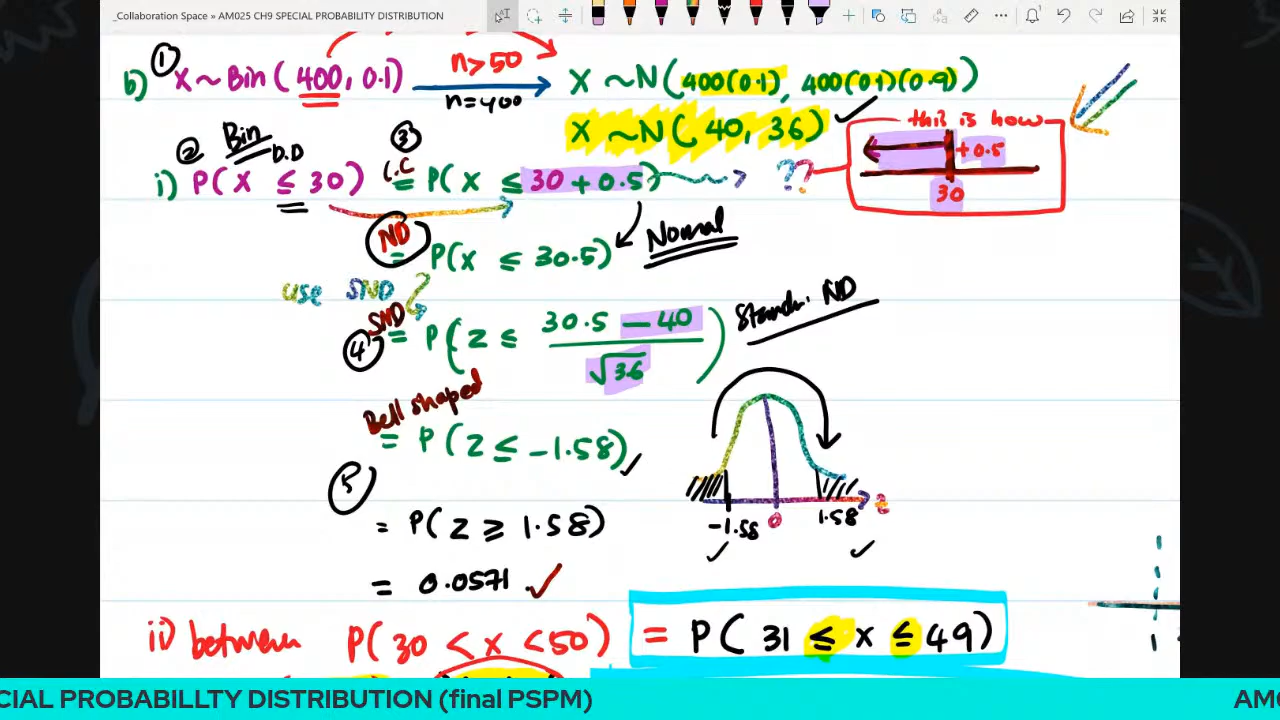 _Collaboration Space » AM025 CH9 SPECIAL PROBABILITY DISTRIBUTION
b) ① X ~ Bin (400, 0.1) n > 50 n = 400 X ~ N (400(0.1), 400(0.1)(0.9))
X ~ N (40, 36) ✓
this is how
+0.5
30
② Bin D.D ③
i) P(X ≤ 30) C.C = P(X ≤ 30 + 0.5) ??
ND = P(X ≤ 30.5) Normal
use SND
④ SND = P(Z ≤ (30.5 − 40)/√36) Stand. ND
Bell shaped
= P(Z ≤ −1.58) ✓
⑤
= P(Z ≥ 1.58)
−1.58 0 1.58 z
✓ ✓
= 0.0571 ✓
ii) between P(30 < x < 50) = P(31 ≤ x ≤ 49)
CIAL PROBABILLTY DISTRIBUTION (final PSPM) AM